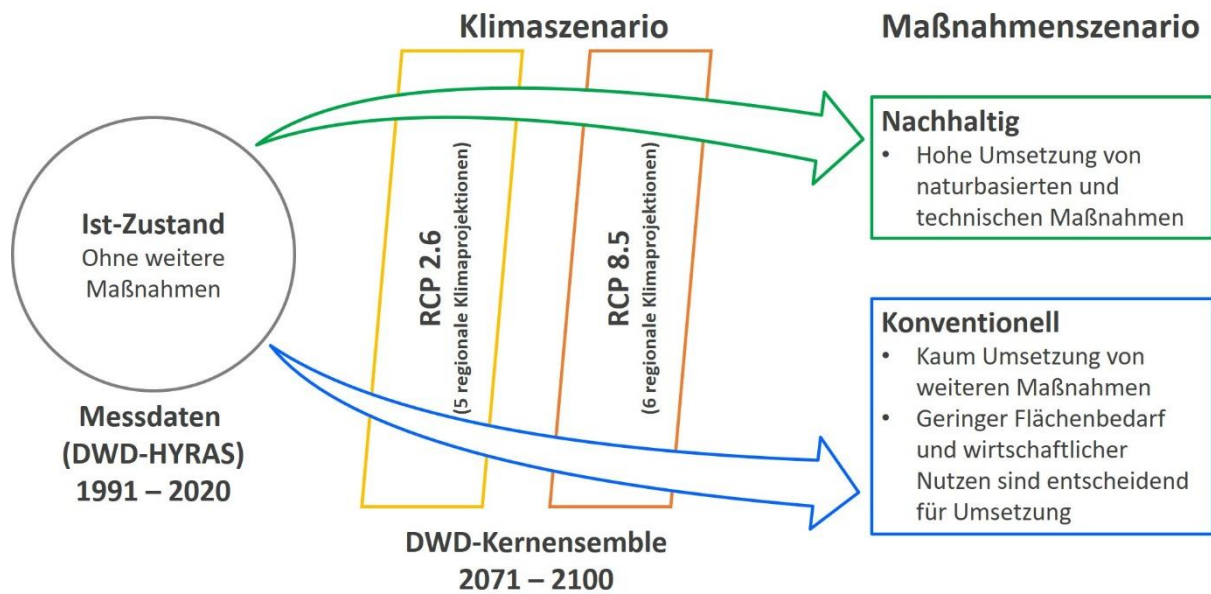 Klimaszenario
Maßnahmenszenario
Ist-Zustand
Ohne weitere
Maßnahmen
Messdaten
(DWD-HYRAS)
1991 – 2020
RCP 2.6
(5 regionale Klimaprojektionen)
RCP 8.5
(6 regionale Klimaprojektionen)
DWD-Kernensemble
2071 – 2100
Nachhaltig
• Hohe Umsetzung von
naturbasierten und
technischen Maßnahmen
Konventionell
• Kaum Umsetzung von
weiteren Maßnahmen
• Geringer Flächenbedarf
und wirtschaftlicher
Nutzen sind entscheidend
für Umsetzung